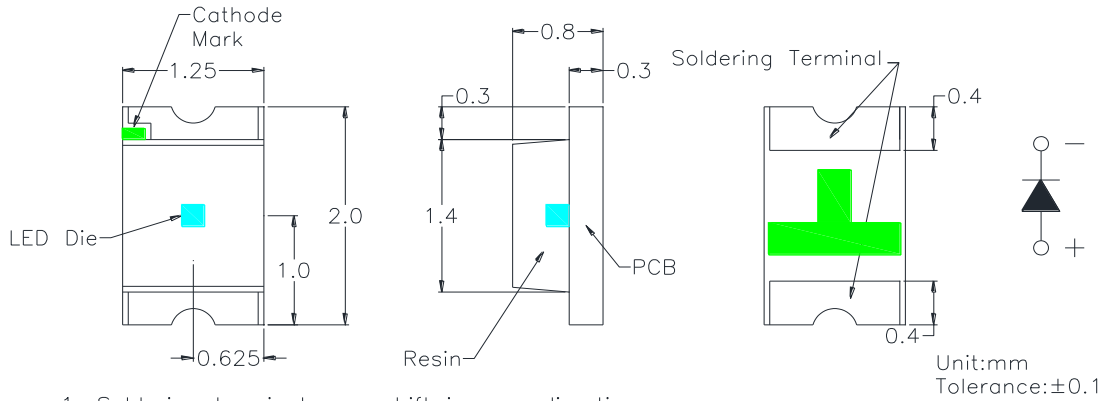 Cathode
Mark
1.25
0.8
0.3
Soldering Terminal
0.3
0.4
LED Die
2.0
1.4
1.0
PCB
0.625
Resin
0.4
−
+
Unit:mm
Tolerance:±0.1